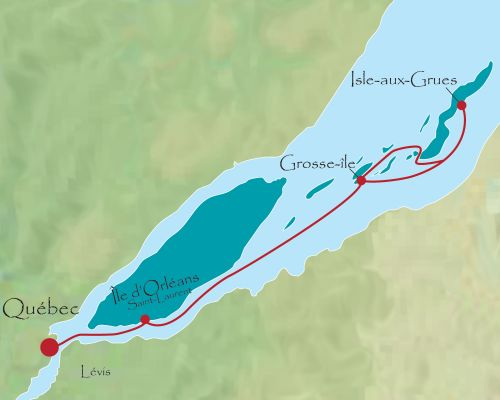 Isle-aux-Grues
Grosse-île
Île d'Orléans
Saint-Laurent
Québec
Lévis